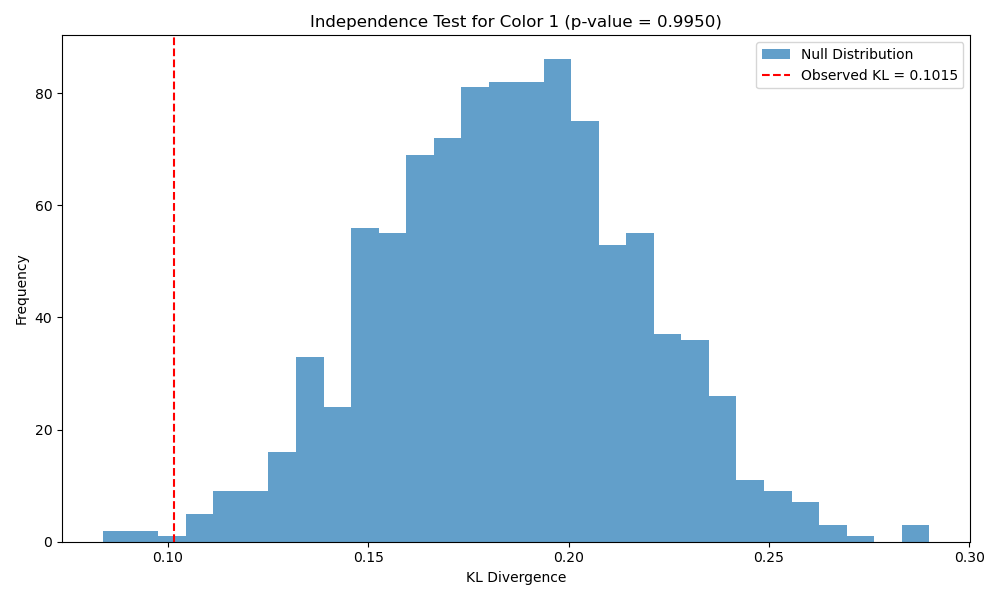 Independence Test for Color 1 (p-value = 0.9950)
Null Distribution
Observed KL = 0.1015
Frequency
80
60
40
20
0
0.10 0.15 0.20 0.25 0.30
KL Divergence